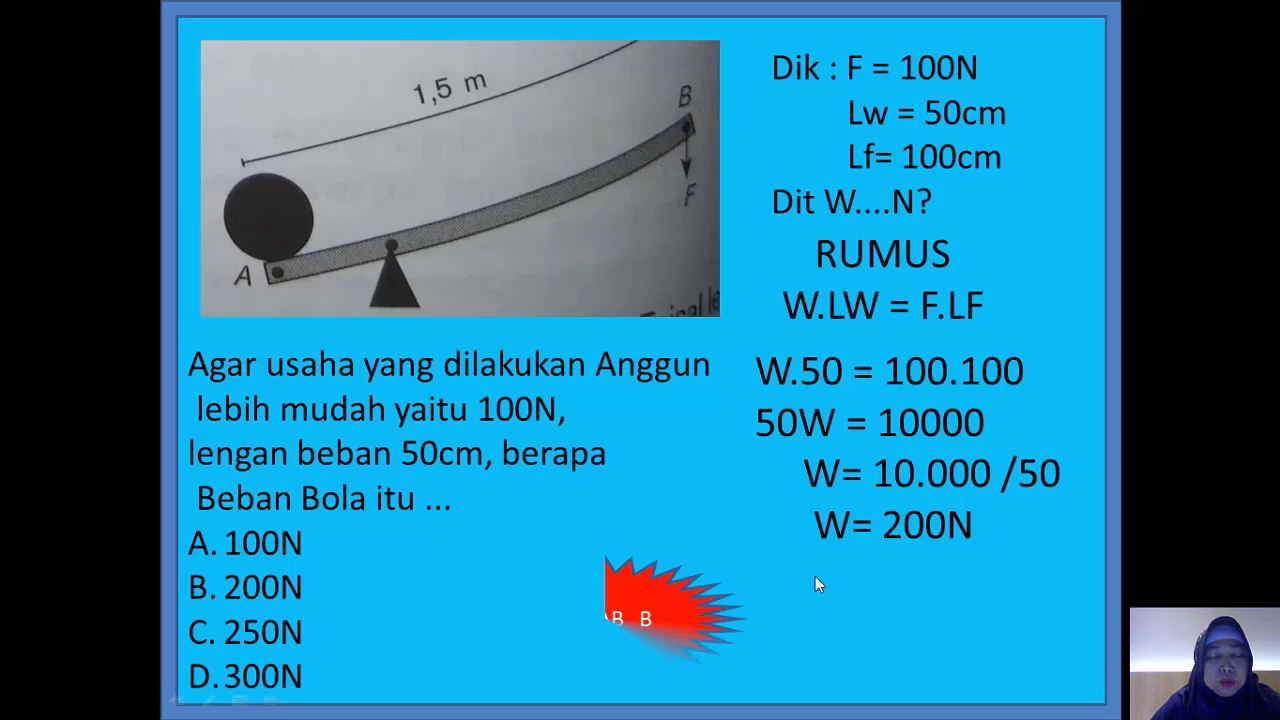 1,5 m
B
F
A
Agar usaha yang dilakukan Anggun
lebih mudah yaitu 100N,
lengan beban 50cm, berapa
Beban Bola itu ...
A. 100N
B. 200N
C. 250N
D. 300N
Dik : F = 100N
Lw = 50cm
Lf= 100cm
Dit W....N?
RUMUS
W.LW = F.LF
W.50 = 100.100
50W = 10000
W= 10.000 /50
W= 200N
B B